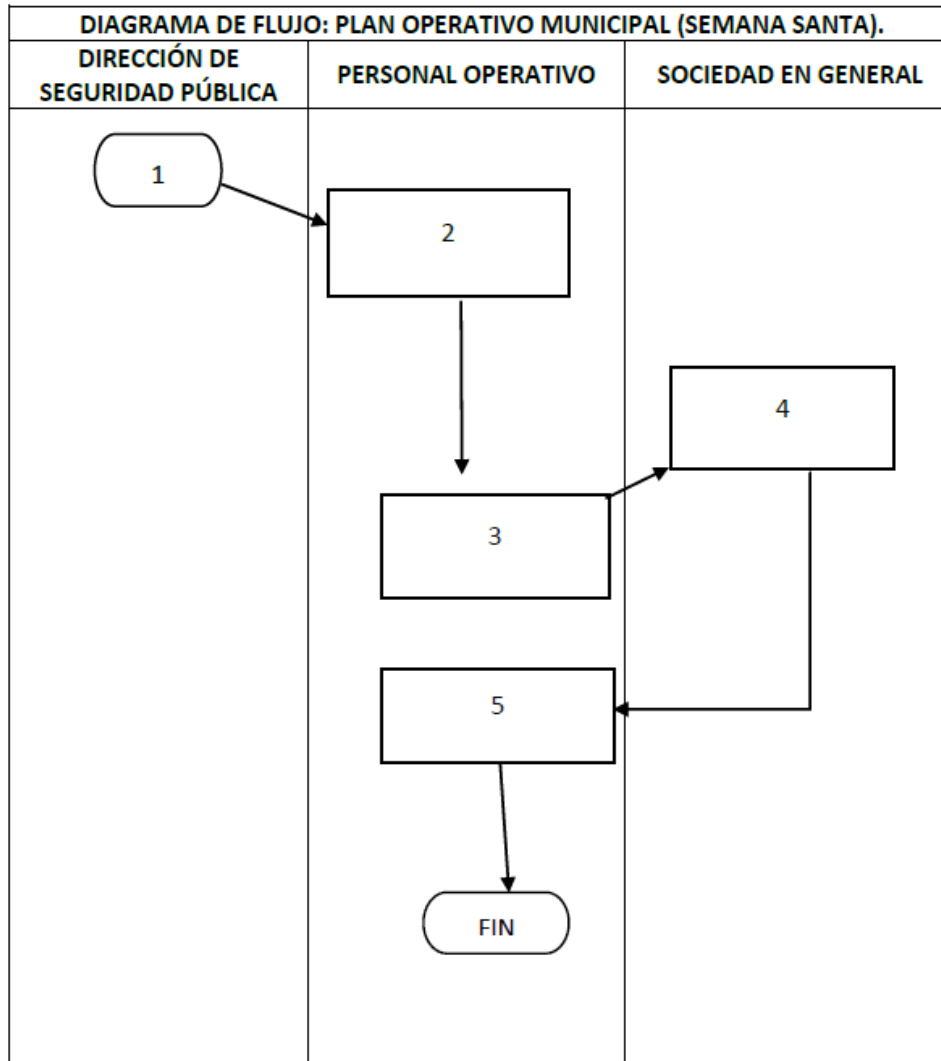 DIAGRAMA DE FLUJO: PLAN OPERATIVO MUNICIPAL (SEMANA SANTA).
DIRECCIÓN DE
SEGURIDAD PÚBLICA
PERSONAL OPERATIVO
SOCIEDAD EN GENERAL
1
2
4
3
5
FIN